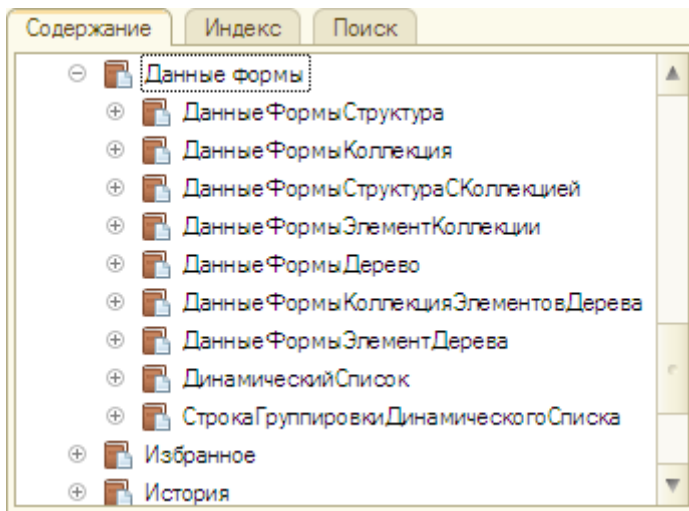 Содержание Индекс Поиск
Данные формы
ДанныеФормыСтруктура
ДанныеФормыКоллекция
ДанныеФормыСтруктураСКоллекцией
ДанныеФормыЭлементКоллекции
ДанныеФормыДерево
ДанныеФормыКоллекцияЭлементовДерева
ДанныеФормыЭлементДерева
ДинамическийСписок
СтрокаГруппировкиДинамическогоСписка
Избранное
История